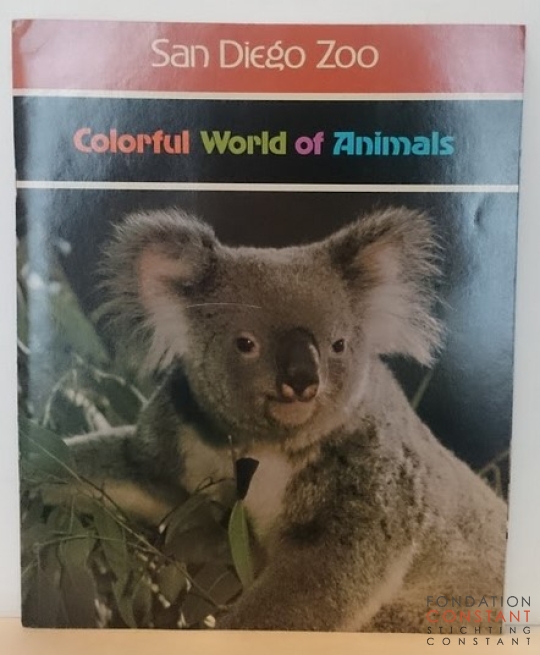 San Diego Zoo
Colorful World of Animals
FONDATION
CONSTANT
STICHTING
CONSTANT